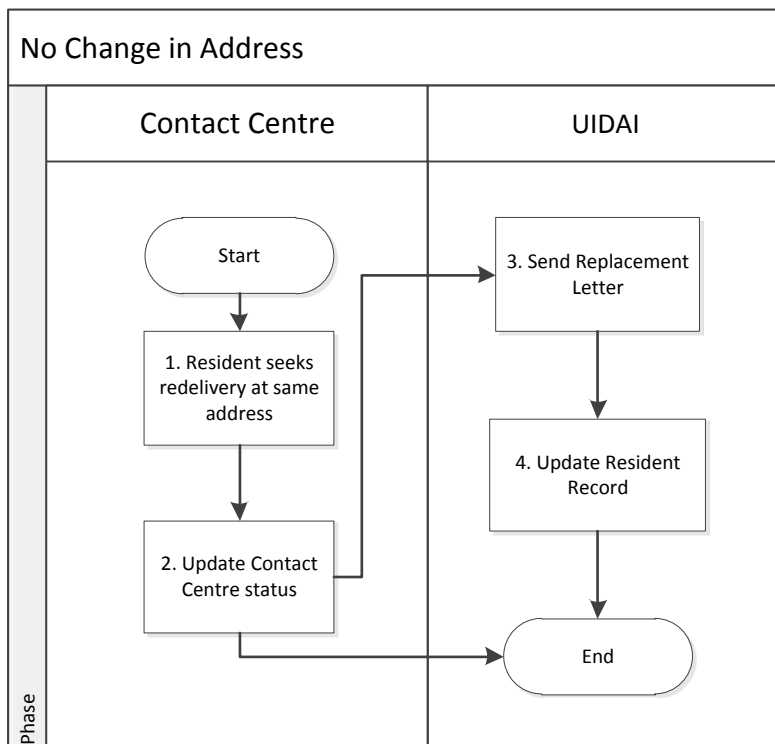 No Change in Address
Contact Centre
UIDAI
Start
1. Resident seeks
redelivery at same
address
2. Update Contact
Centre status
3. Send Replacement
Letter
4. Update Resident
Record
End
Phase